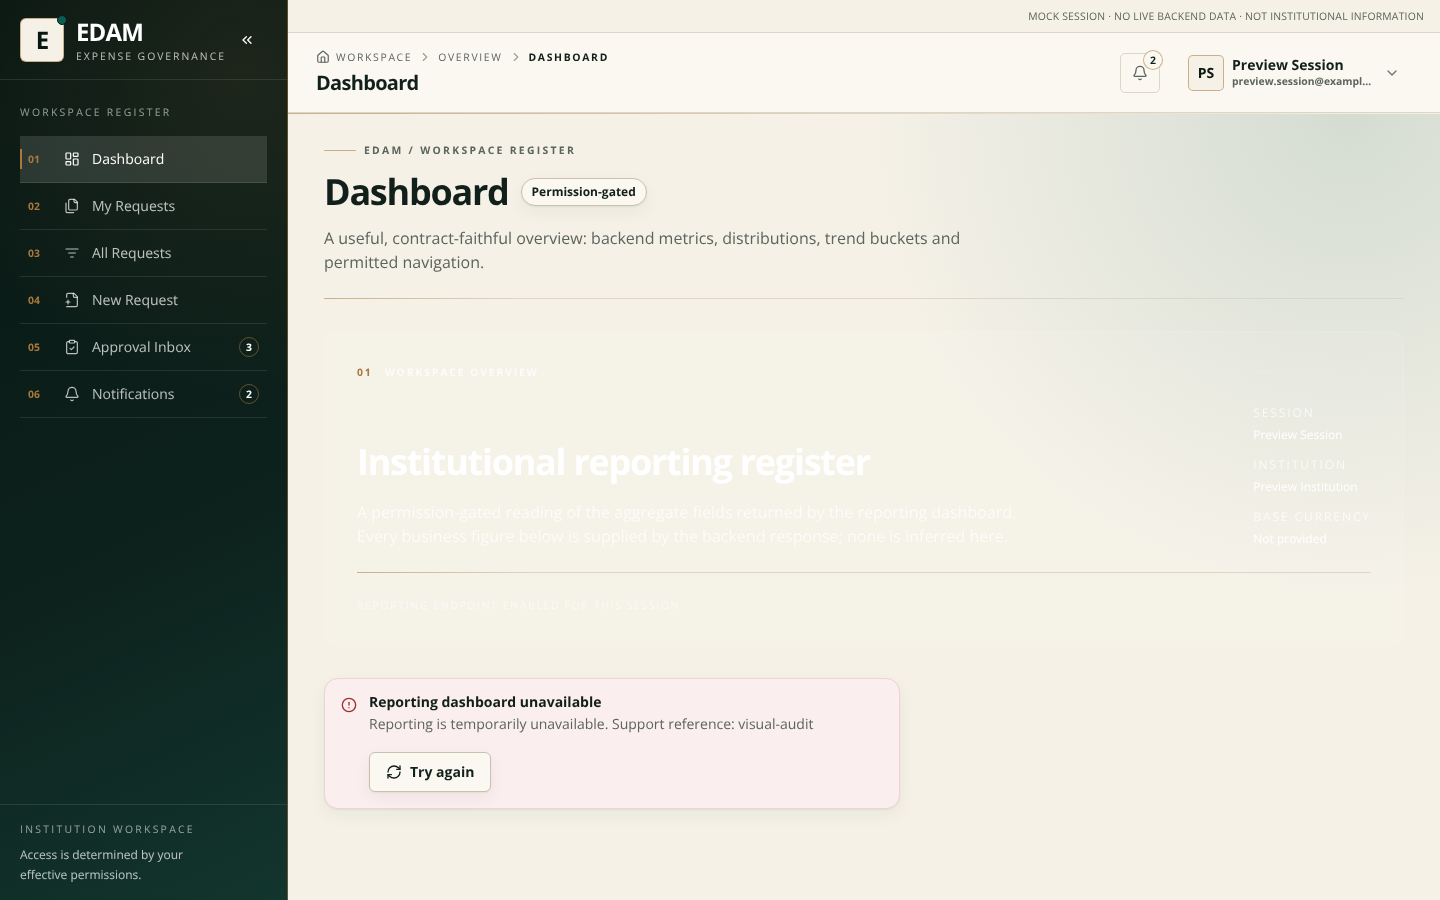 E
EDAM
EXPENSE GOVERNANCE
WORKSPACE REGISTER
01 Dashboard
02 My Requests
03 All Requests
04 New Request
05 Approval Inbox 3
06 Notifications 2
INSTITUTION WORKSPACE
Access is determined by your
effective permissions.
MOCK SESSION · NO LIVE BACKEND DATA · NOT INSTITUTIONAL INFORMATION
WORKSPACE > OVERVIEW > DASHBOARD
Dashboard
2
PS
Preview Session
preview.session@exampl...
EDAM / WORKSPACE REGISTER
Dashboard
Permission-gated
A useful, contract-faithful overview: backend metrics, distributions, trend buckets and
permitted navigation.
01 WORKSPACE OVERVIEW
Institutional reporting register
A permission-gated reading of the aggregate fields returned by the reporting dashboard.
Every business figure below is supplied by the backend response; none is inferred here.
SESSION
Preview Session
INSTITUTION
Preview Institution
BASE CURRENCY
Not provided
REPORTING ENDPOINT ENABLED FOR THIS SESSION
Reporting dashboard unavailable
Reporting is temporarily unavailable. Support reference: visual-audit
Try again